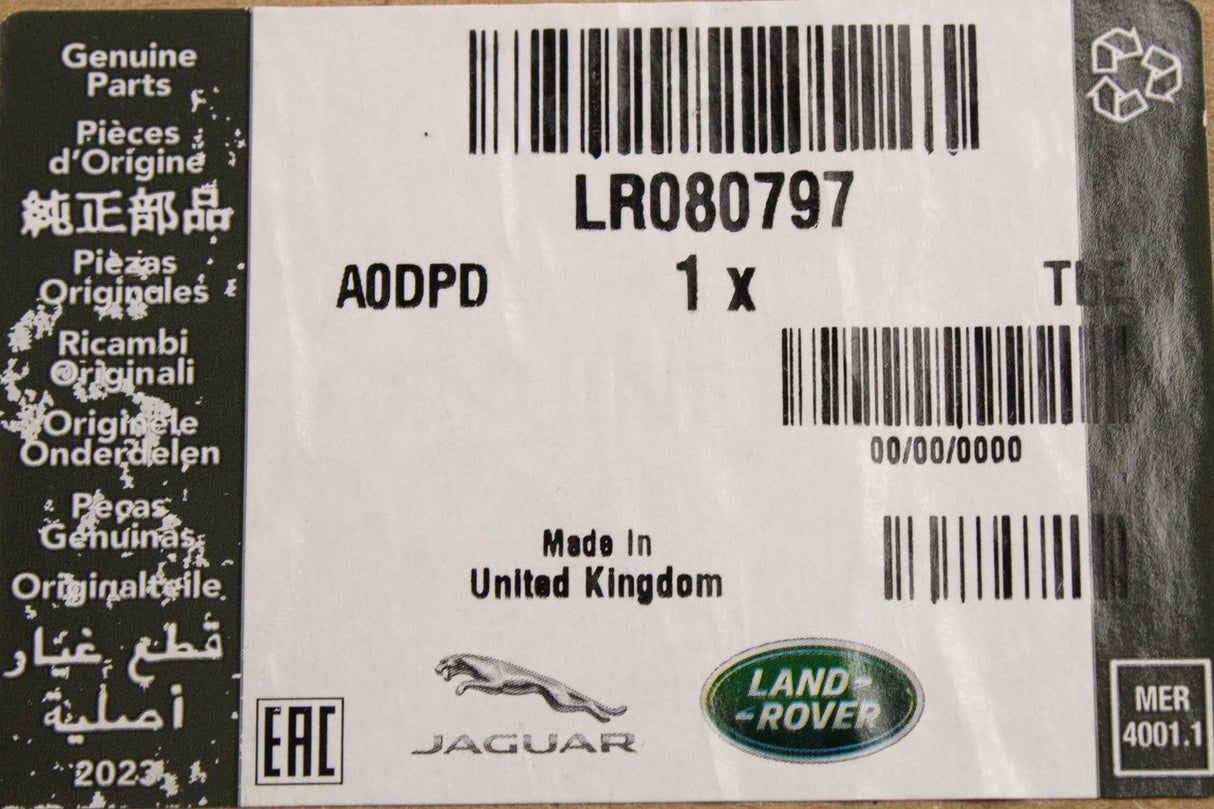 Genuine
Parts
Pièces
d'Origine
純正部品
Piezas
Originales
Ricambi
Originali
Originele
Onderdelen
Peças
Genuinas
Originalteile
قطع غيار
أصلية
2023
LR080797
A0DPD 1 x
00/00/0000
Made In
United Kingdom
EAC
JAGUAR
LAND-
-ROVER
MER
4001.1